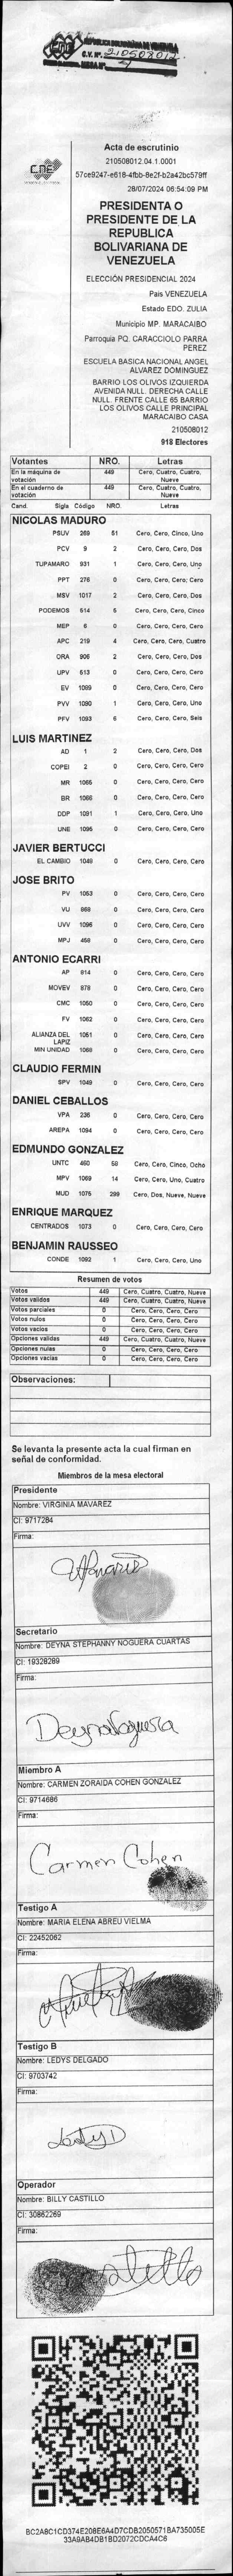 CNE
REPUBLICA BOLIVARIANA DE VENEZUELA
C.V. Nº. 210508012
MESA Nº
CNE
Acta de escrutinio
210508012.04.1.0001
57ce9247-e618-4fbb-8e2f-b2a42bc579ff
28/07/2024 06:54:09 PM
PRESIDENTA O
PRESIDENTE DE LA
REPUBLICA
BOLIVARIANA DE
VENEZUELA
ELECCIÓN PRESIDENCIAL 2024
Pais VENEZUELA
Estado EDO. ZULIA
Municipio MP. MARACAIBO
Parroquia PQ. CARACCIOLO PARRA
PEREZ
ESCUELA BASICA NACIONAL ANGEL
ALVAREZ DOMINGUEZ
BARRIO LOS OLIVOS IZQUIERDA
AVENIDA NULL. DERECHA CALLE
NULL. FRENTE CALLE 65 BARRIO
LOS OLIVOS CALLE PRINCIPAL
MARACAIBO CASA
210508012
918 Electores
Votantes NRO. Letras
En la máquina de votación 449 Cero, Cuatro, Cuatro, Nueve
En el cuaderno de votación 449 Cero, Cuatro, Cuatro, Nueve
Cand. Sigla Código NRO. Letras
NICOLAS MADURO
PSUV 269 51 Cero, Cero, Cinco, Uno
PCV 9 2 Cero, Cero, Cero, Dos
TUPAMARO 931 1 Cero, Cero, Cero, Uno
PPT 276 0 Cero, Cero, Cero, Cero
MSV 1017 2 Cero, Cero, Cero, Dos
PODEMOS 514 5 Cero, Cero, Cero, Cinco
MEP 6 0 Cero, Cero, Cero, Cero
APC 219 4 Cero, Cero, Cero, Cuatro
ORA 906 2 Cero, Cero, Cero, Dos
UPV 513 0 Cero, Cero, Cero, Cero
EV 1089 0 Cero, Cero, Cero, Cero
PVV 1090 1 Cero, Cero, Cero, Uno
PFV 1093 6 Cero, Cero, Cero, Seis
LUIS MARTINEZ
AD 1 2 Cero, Cero, Cero, Dos
COPEI 2 0 Cero, Cero, Cero, Cero
MR 1065 0 Cero, Cero, Cero, Cero
BR 1066 0 Cero, Cero, Cero, Cero
DDP 1091 1 Cero, Cero, Cero, Uno
UNE 1095 0 Cero, Cero, Cero, Cero
JAVIER BERTUCCI
EL CAMBIO 1049 0 Cero, Cero, Cero, Cero
JOSE BRITO
PV 1053 0 Cero, Cero, Cero, Cero
VU 868 0 Cero, Cero, Cero, Cero
UVV 1096 0 Cero, Cero, Cero, Cero
MPJ 458 0 Cero, Cero, Cero, Cero
ANTONIO ECARRI
AP 814 0 Cero, Cero, Cero, Cero
MOVEV 878 0 Cero, Cero, Cero, Cero
CMC 1050 0 Cero, Cero, Cero, Cero
FV 1062 0 Cero, Cero, Cero, Cero
ALIANZA DEL LAPIZ 1051 0 Cero, Cero, Cero, Cero
MIN UNIDAD 1068 0 Cero, Cero, Cero, Cero
CLAUDIO FERMIN
SPV 1049 0 Cero, Cero, Cero, Cero
DANIEL CEBALLOS
VPA 236 0 Cero, Cero, Cero, Cero
AREPA 1094 0 Cero, Cero, Cero, Cero
EDMUNDO GONZALEZ
UNTC 460 58 Cero, Cero, Cinco, Ocho
MPV 1069 14 Cero, Cero, Uno, Cuatro
MUD 1075 299 Cero, Dos, Nueve, Nueve
ENRIQUE MARQUEZ
CENTRADOS 1073 0 Cero, Cero, Cero, Cero
BENJAMIN RAUSSEO
CONDE 1092 1 Cero, Cero, Cero, Uno
Resumen de votos
Votos 449 Cero, Cuatro, Cuatro, Nueve
Votos válidos 449 Cero, Cuatro, Cuatro, Nueve
Votos parciales 0 Cero, Cero, Cero, Cero
Votos nulos 0 Cero, Cero, Cero, Cero
Votos vacíos 0 Cero, Cero, Cero, Cero
Opciones válidas 449 Cero, Cuatro, Cuatro, Nueve
Opciones nulas 0 Cero, Cero, Cero, Cero
Opciones vacias 0 Cero, Cero, Cero, Cero
Observaciones:
Se levanta la presente acta la cual firman en
señal de conformidad.
Miembros de la mesa electoral
Presidente
Nombre: VIRGINIA MAVAREZ
CI: 9717284
Firma:
Secretario
Nombre: DEYNA STEPHANNY NOGUERA CUARTAS
CI: 19328289
Firma:
Deyna Noguera
Miembro A
Nombre: CARMEN ZORAIDA COHEN GONZALEZ
CI: 9714686
Firma:
Carmen Cohen
Testigo A
Nombre: MARIA ELENA ABREU VIELMA
CI: 22452062
Firma:
Testigo B
Nombre: LEDYS DELGADO
CI: 9703742
Firma:
Ledys D
Operador
Nombre: BILLY CASTILLO
CI: 30862269
Firma:
BC2A8C1CD374E208E6A4D7CDB2050571BA735005E
33A9AB4DB1BD2072CDCA4C6